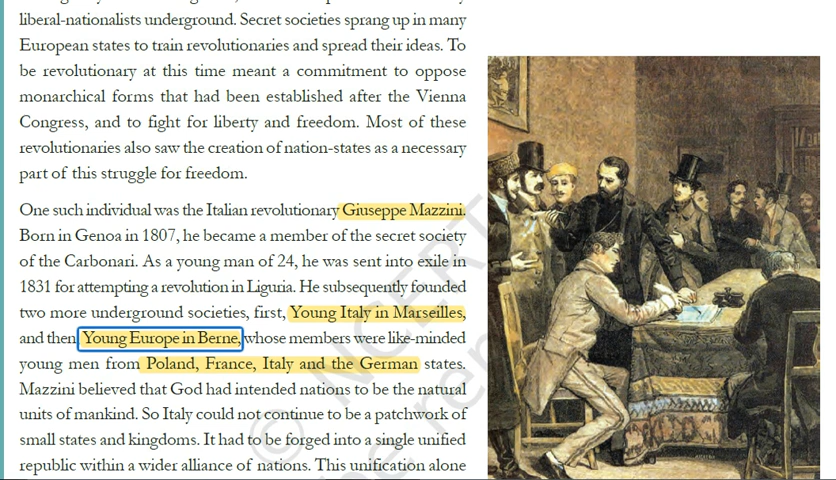 liberal-nationalists underground. Secret societies sprang up in many
European states to train revolutionaries and spread their ideas. To
be revolutionary at this time meant a commitment to oppose
monarchical forms that had been established after the Vienna
Congress, and to fight for liberty and freedom. Most of these
revolutionaries also saw the creation of nation-states as a necessary
part of this struggle for freedom.
One such individual was the Italian revolutionary Giuseppe Mazzini.
Born in Genoa in 1807, he became a member of the secret society
of the Carbonari. As a young man of 24, he was sent into exile in
1831 for attempting a revolution in Liguria. He subsequently founded
two more underground societies, first, Young Italy in Marseilles,
and then, Young Europe in Berne, whose members were like-minded
young men from Poland, France, Italy and the German states.
Mazzini believed that God had intended nations to be the natural
units of mankind. So Italy could not continue to be a patchwork of
small states and kingdoms. It had to be forged into a single unified
republic within a wider alliance of nations. This unification alone
© NCERT